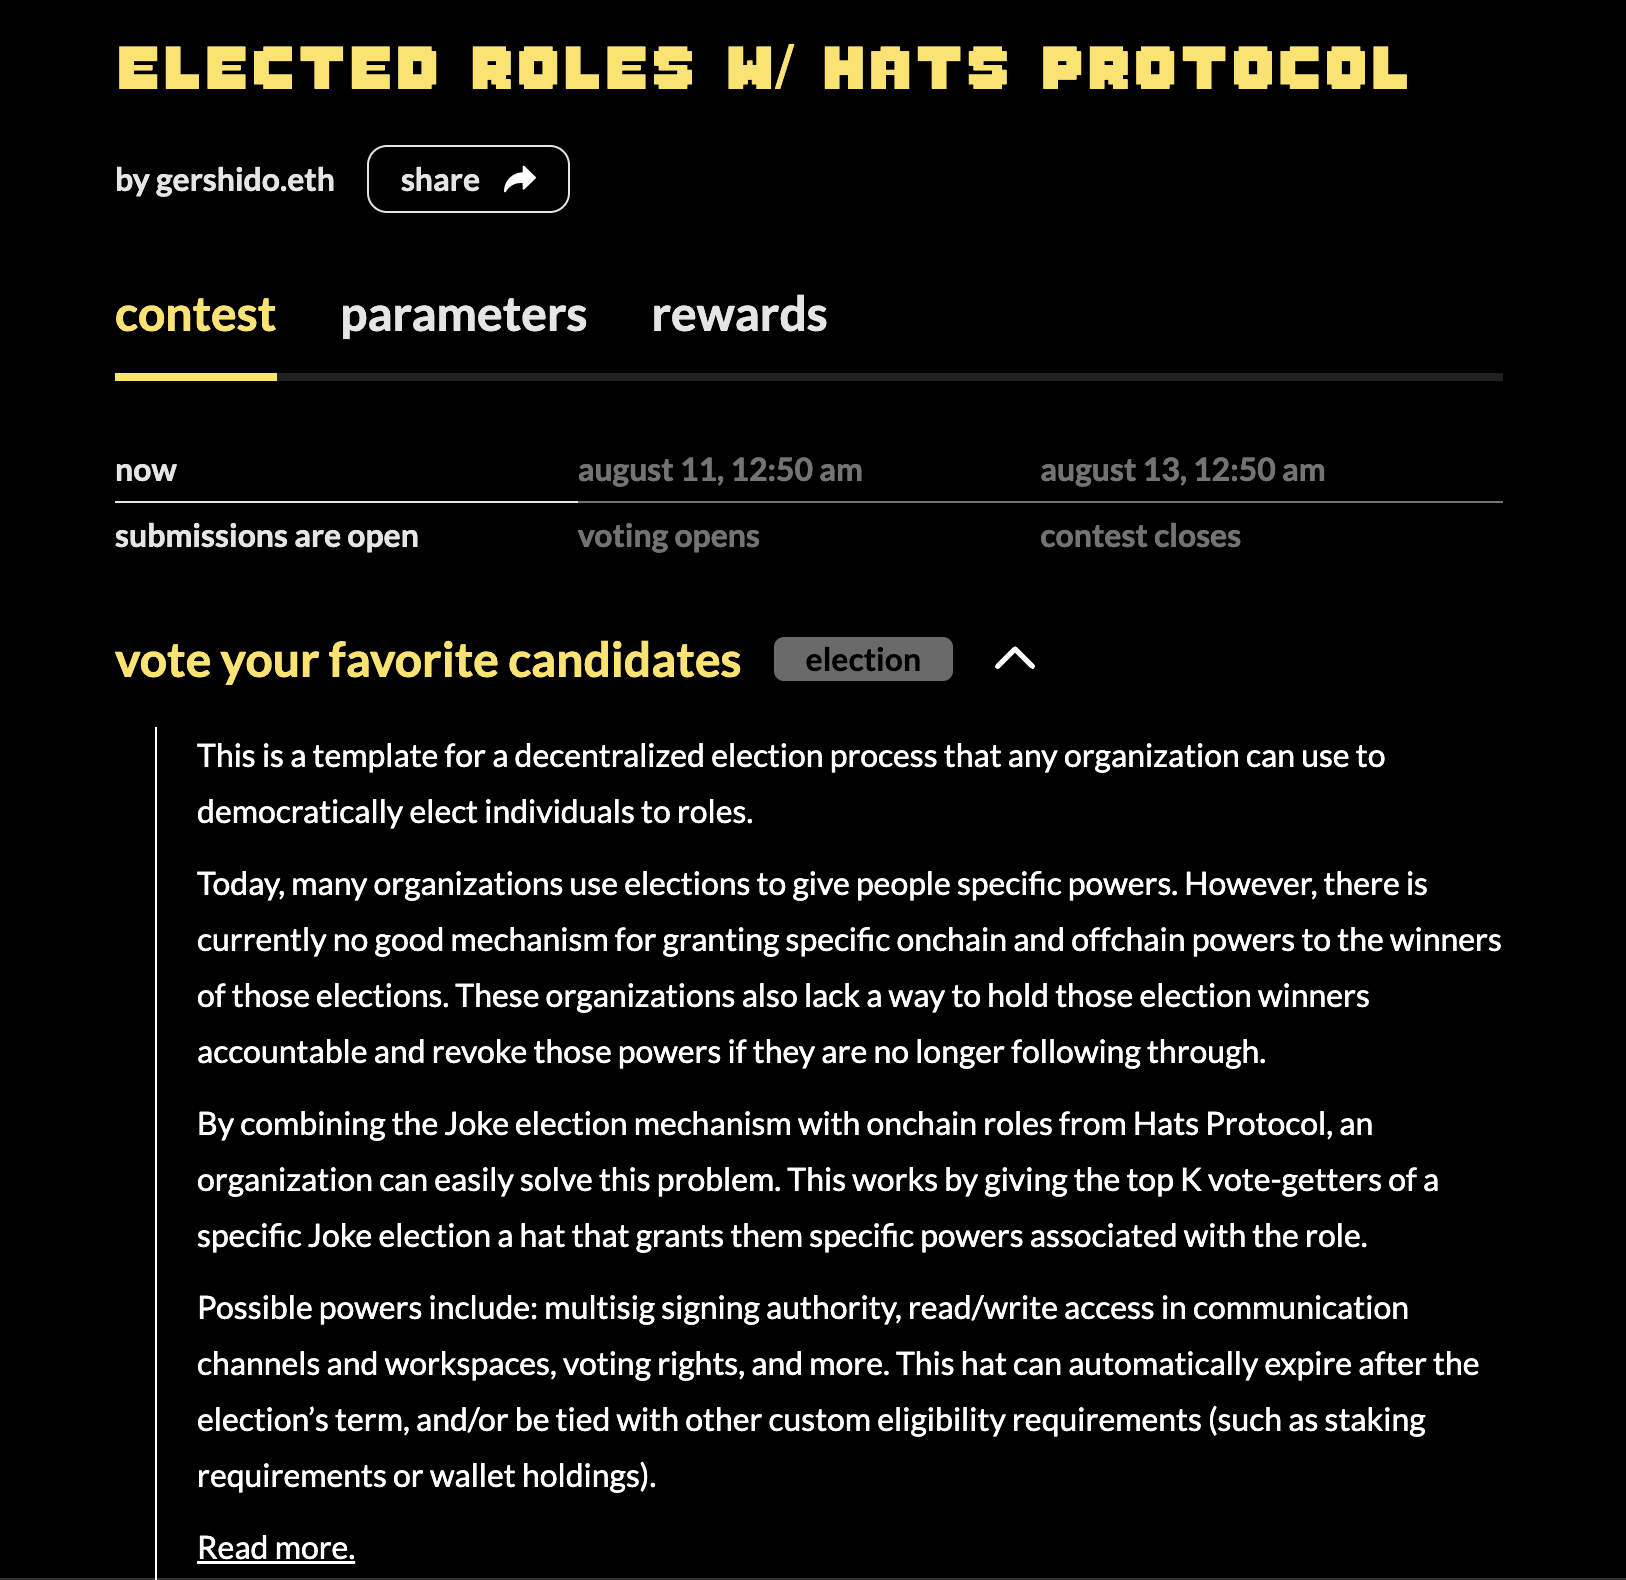 ELECTED ROLES W/ HATS PROTOCOL
by gershido.eth
share
contest parameters rewards
now august 11, 12:50 am august 13, 12:50 am
submissions are open voting opens contest closes
vote your favorite candidates election
This is a template for a decentralized election process that any organization can use to
democratically elect individuals to roles.
Today, many organizations use elections to give people specific powers. However, there is
currently no good mechanism for granting specific onchain and offchain powers to the winners
of those elections. These organizations also lack a way to hold those election winners
accountable and revoke those powers if they are no longer following through.
By combining the Joke election mechanism with onchain roles from Hats Protocol, an
organization can easily solve this problem. This works by giving the top K vote-getters of a
specific Joke election a hat that grants them specific powers associated with the role.
Possible powers include: multisig signing authority, read/write access in communication
channels and workspaces, voting rights, and more. This hat can automatically expire after the
election’s term, and/or be tied with other custom eligibility requirements (such as staking
requirements or wallet holdings).
Read more.